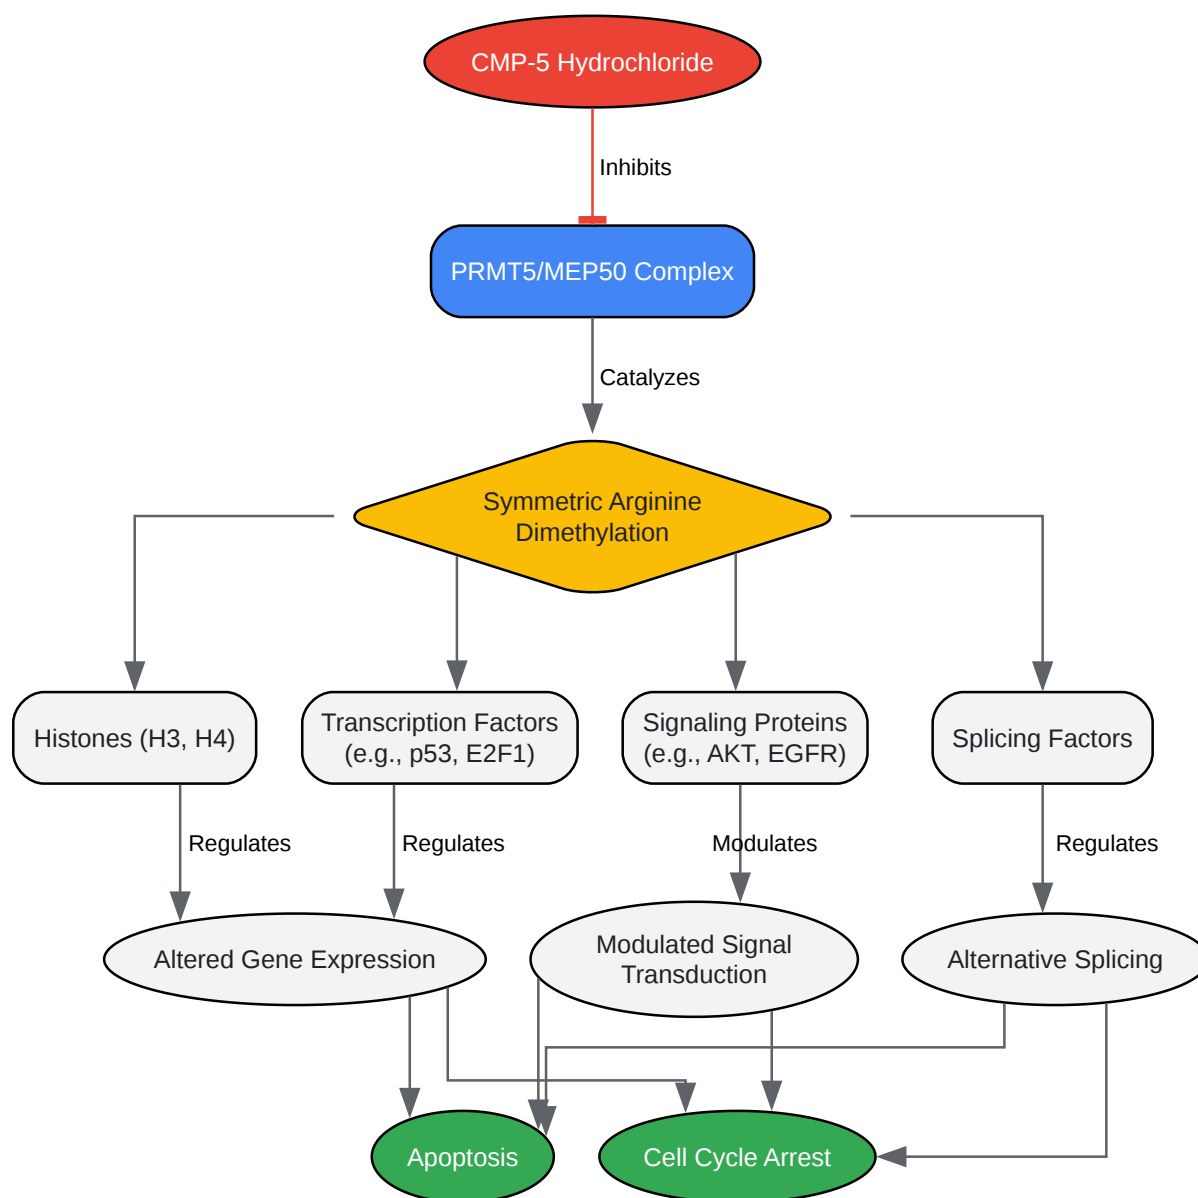 CMP-5 Hydrochloride
Inhibits
PRMT5/MEP50 Complex
Catalyzes
Symmetric Arginine
Dimethylation
Histones (H3, H4)
Transcription Factors
(e.g., p53, E2F1)
Signaling Proteins
(e.g., AKT, EGFR)
Splicing Factors
Regulates
Regulates
Modulates
Regulates
Altered Gene Expression
Modulated Signal
Transduction
Alternative Splicing
Apoptosis
Cell Cycle Arrest